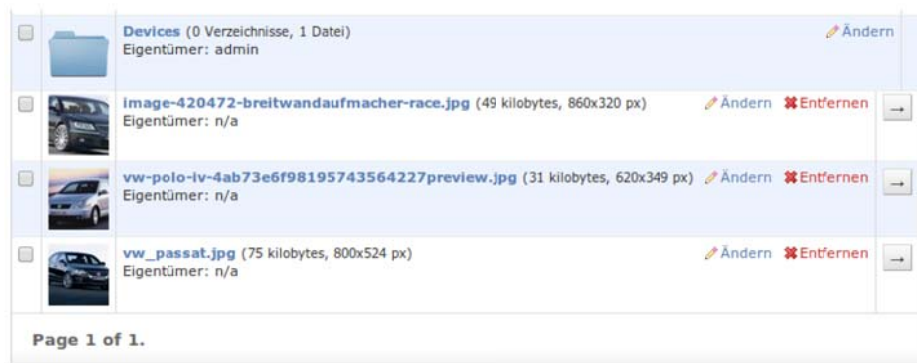 Devices (0 Verzeichnisse, 1 Datei) Ändern
Eigentümer: admin
image-420472-breitwandaufmacher-race.jpg (49 kilobytes, 860x320 px) Ändern Entfernen →
Eigentümer: n/a
vw-polo-iv-4ab73e6f98195743564227preview.jpg (31 kilobytes, 620x349 px) Ändern Entfernen →
Eigentümer: n/a
vw_passat.jpg (75 kilobytes, 800x524 px) Ändern Entfernen →
Eigentümer: n/a
Page 1 of 1.